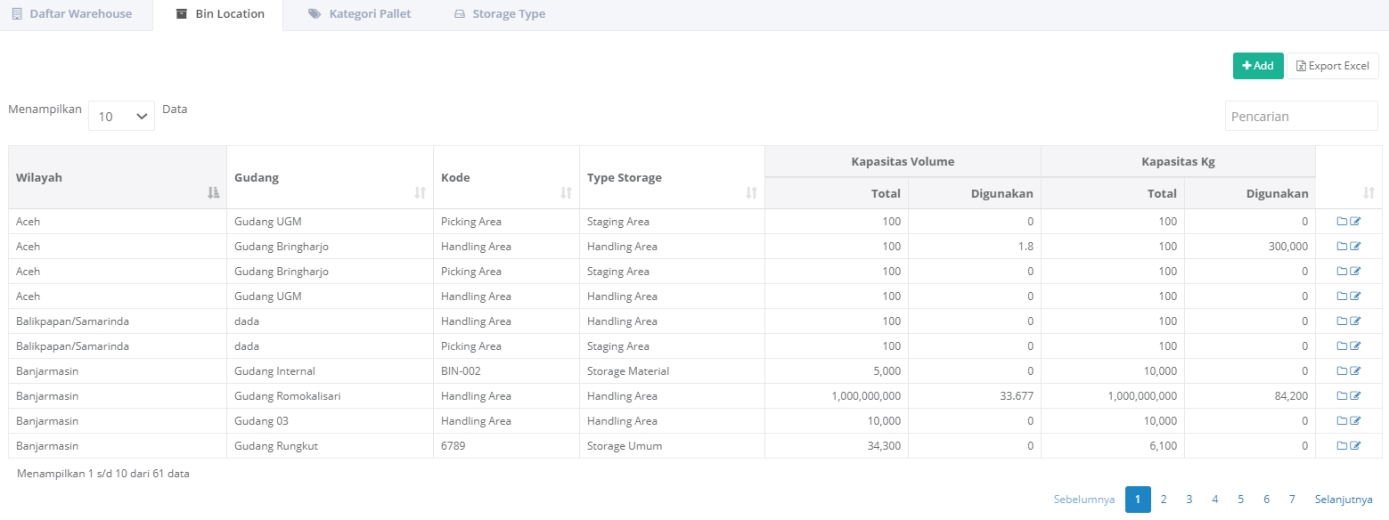 Daftar Warehouse Bin Location Kategori Pallet Storage Type
Add Export Excel
Menampilkan 10 Data Pencarian
Kapasitas Volume Kapasitas Kg
Wilayah Gudang Kode Type Storage
Total Digunakan Total Digunakan
Aceh Gudang UGM Picking Area Staging Area 100 0 100 0
Aceh Gudang Bringharjo Handling Area Handling Area 100 1.8 100 300,000
Aceh Gudang Bringharjo Picking Area Staging Area 100 0 100 0
Aceh Gudang UGM Handling Area Handling Area 100 0 100 0
Balikpapan/Samarinda dada Handling Area Handling Area 100 0 100 0
Balikpapan/Samarinda dada Picking Area Staging Area 100 0 100 0
Banjarmasin Gudang Internal BIN-002 Storage Material 5,000 0 10,000 0
Banjarmasin Gudang Romokalisari Handling Area Handling Area 1,000,000,000 33.677 1,000,000,000 84,200
Banjarmasin Gudang 03 Handling Area Handling Area 10,000 0 10,000 0
Banjarmasin Gudang Rungkut 6789 Storage Umum 34,300 0 6,100 0
Menampilkan 1 s/d 10 dari 61 data
Sebelumnya 1 2 3 4 5 6 7 Selanjutnya